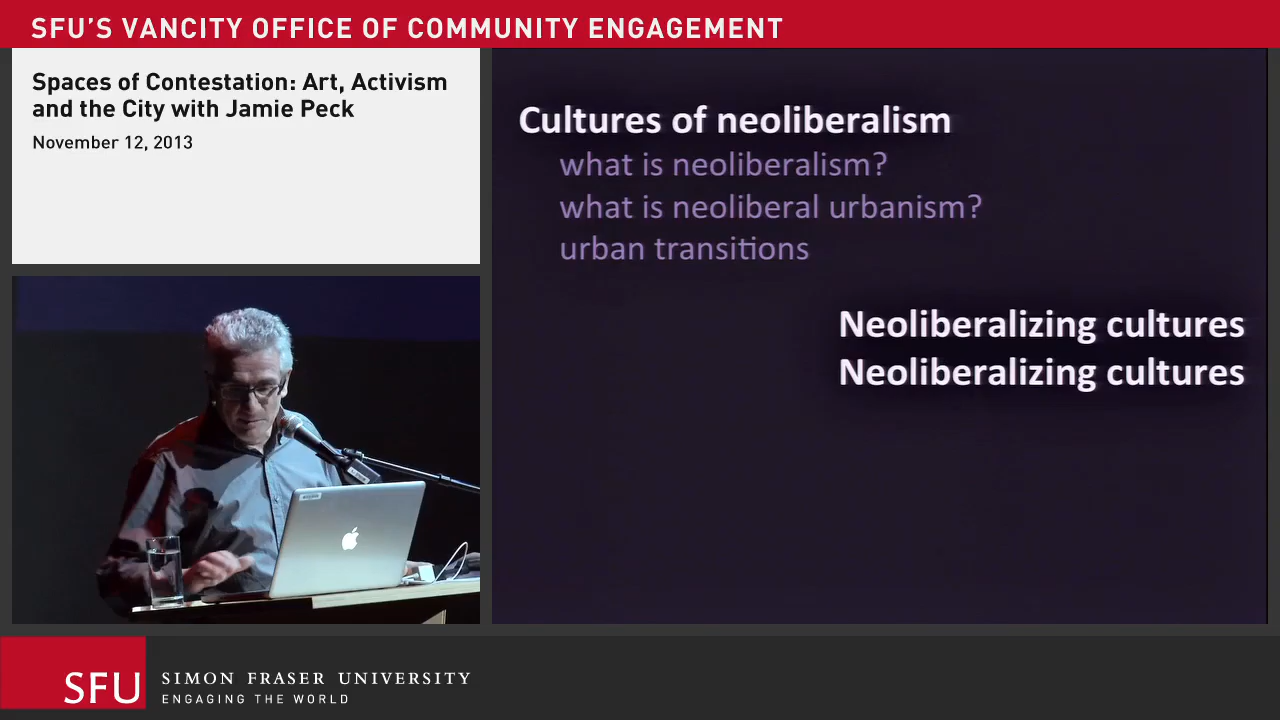 SFU'S VANCITY OFFICE OF COMMUNITY ENGAGEMENT
Spaces of Contestation: Art, Activism
and the City with Jamie Peck
November 12, 2013
Cultures of neoliberalism
what is neoliberalism?
what is neoliberal urbanism?
urban transitions
Neoliberalizing cultures
Neoliberalizing cultures
SFU
SIMON FRASER UNIVERSITY
ENGAGING THE WORLD